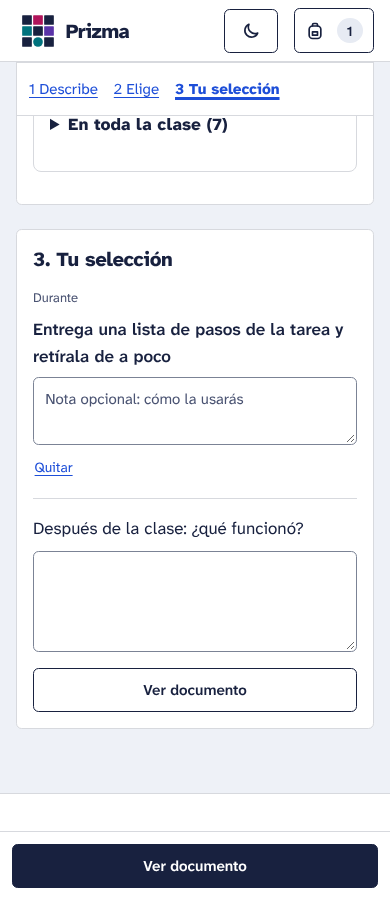 Prizma
1
1 Describe
2 Elige
3 Tu selección
En toda la clase (7)
3. Tu selección
Durante
Entrega una lista de pasos de la tarea y
retírala de a poco
Nota opcional: cómo la usarás
Quitar
Después de la clase: ¿qué funcionó?
Ver documento
Ver documento